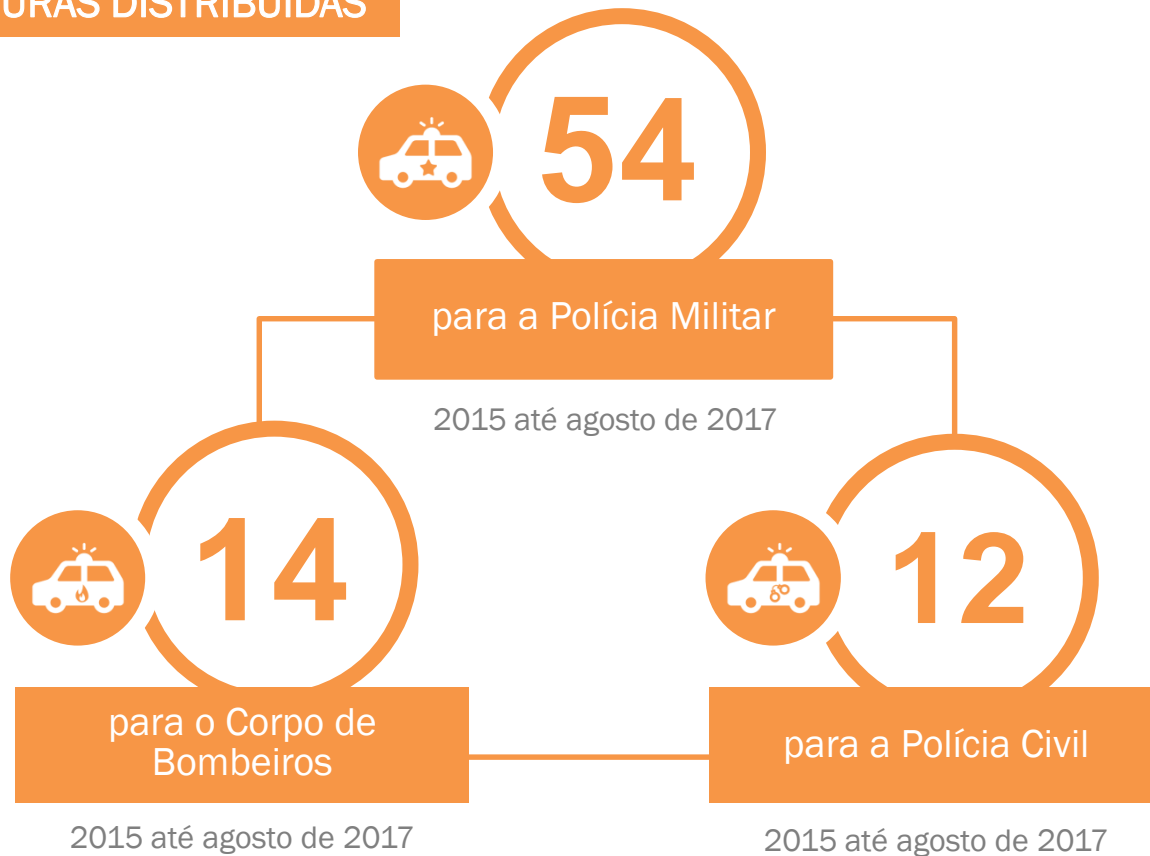 URAS DISTRIBUÍDAS
54
para a Polícia Militar
2015 até agosto de 2017
14
para o Corpo de
Bombeiros
2015 até agosto de 2017
12
para a Polícia Civil
2015 até agosto de 2017